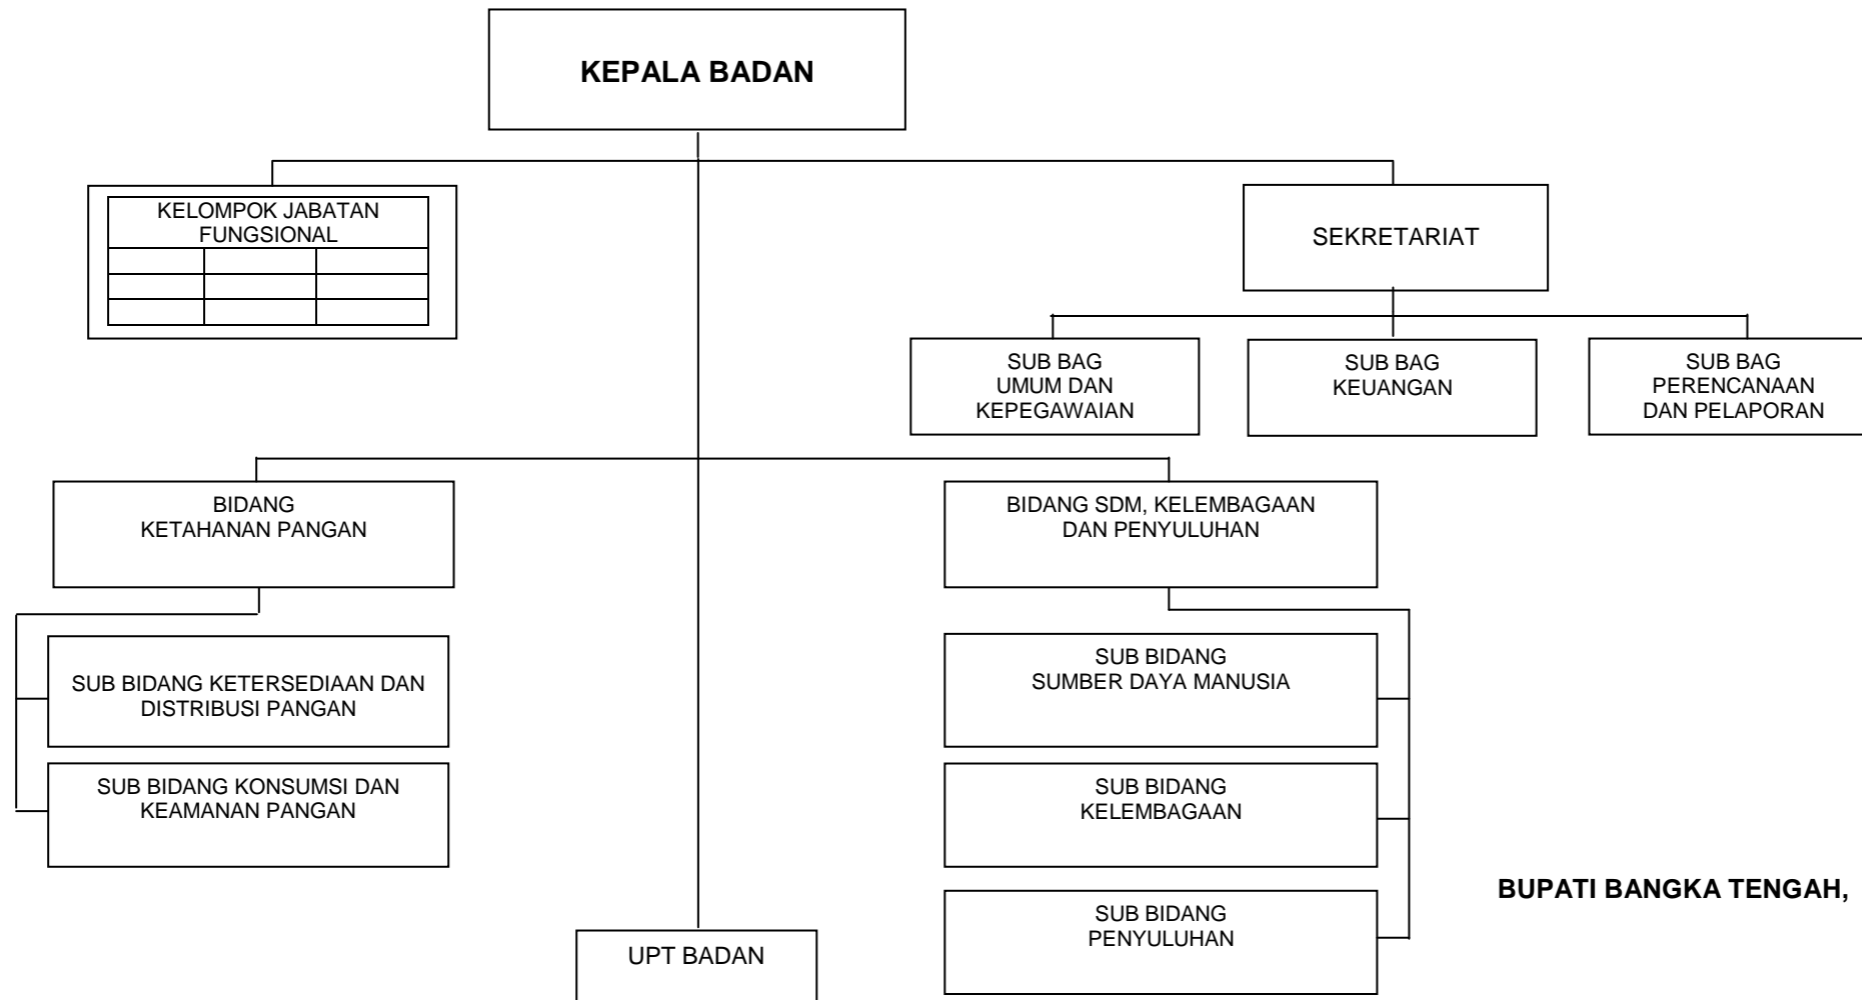 KEPALA BADAN
KELOMPOK JABATAN
FUNGSIONAL
SEKRETARIAT
SUB BAG
UMUM DAN
KEPEGAWAIAN
SUB BAG
KEUANGAN
SUB BAG
PERENCANAAN
DAN PELAPORAN
BIDANG
KETAHANAN PANGAN
BIDANG SDM, KELEMBAGAAN
DAN PENYULUHAN
SUB BIDANG KETERSEDIAAN DAN
DISTRIBUSI PANGAN
SUB BIDANG KONSUMSI DAN
KEAMANAN PANGAN
SUB BIDANG
SUMBER DAYA MANUSIA
SUB BIDANG
KELEMBAGAAN
SUB BIDANG
PENYULUHAN
UPT BADAN
BUPATI BANGKA TENGAH,